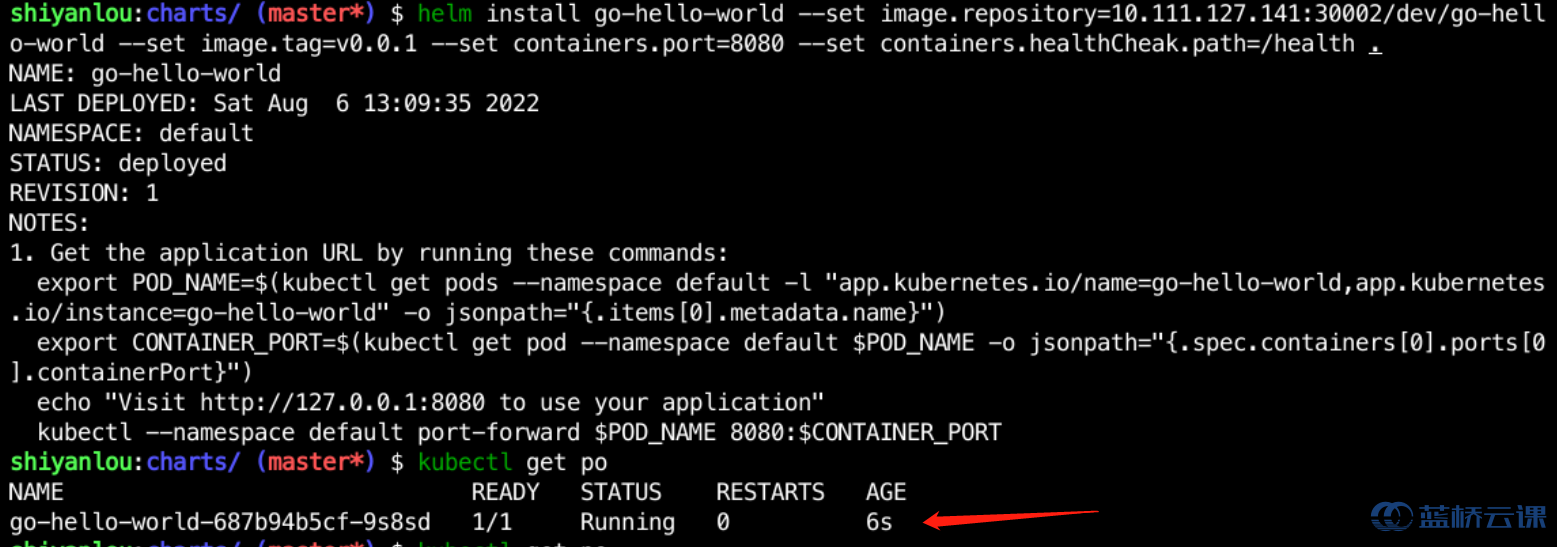 shiyanlou:charts/ (master*) $ helm install go-hello-world --set image.repository=10.111.127.141:30002/dev/go-hell
o-world --set image.tag=v0.0.1 --set containers.port=8080 --set containers.healthCheak.path=/health .
NAME: go-hello-world
LAST DEPLOYED: Sat Aug  6 13:09:35 2022
NAMESPACE: default
STATUS: deployed
REVISION: 1
NOTES:
1. Get the application URL by running these commands:
  export POD_NAME=$(kubectl get pods --namespace default -l "app.kubernetes.io/name=go-hello-world,app.kubernetes
.io/instance=go-hello-world" -o jsonpath="{.items[0].metadata.name}")
  export CONTAINER_PORT=$(kubectl get pod --namespace default $POD_NAME -o jsonpath="{.spec.containers[0].ports[0
].containerPort}")
  echo "Visit http://127.0.0.1:8080 to use your application"
  kubectl --namespace default port-forward $POD_NAME 8080:$CONTAINER_PORT
shiyanlou:charts/ (master*) $ kubectl get po
NAME                              READY   STATUS    RESTARTS   AGE
go-hello-world-687b94b5cf-9s8sd   1/1     Running   0          6s
蓝桥云课
shiyanlou:charts/ (master*) $ kubectl get po